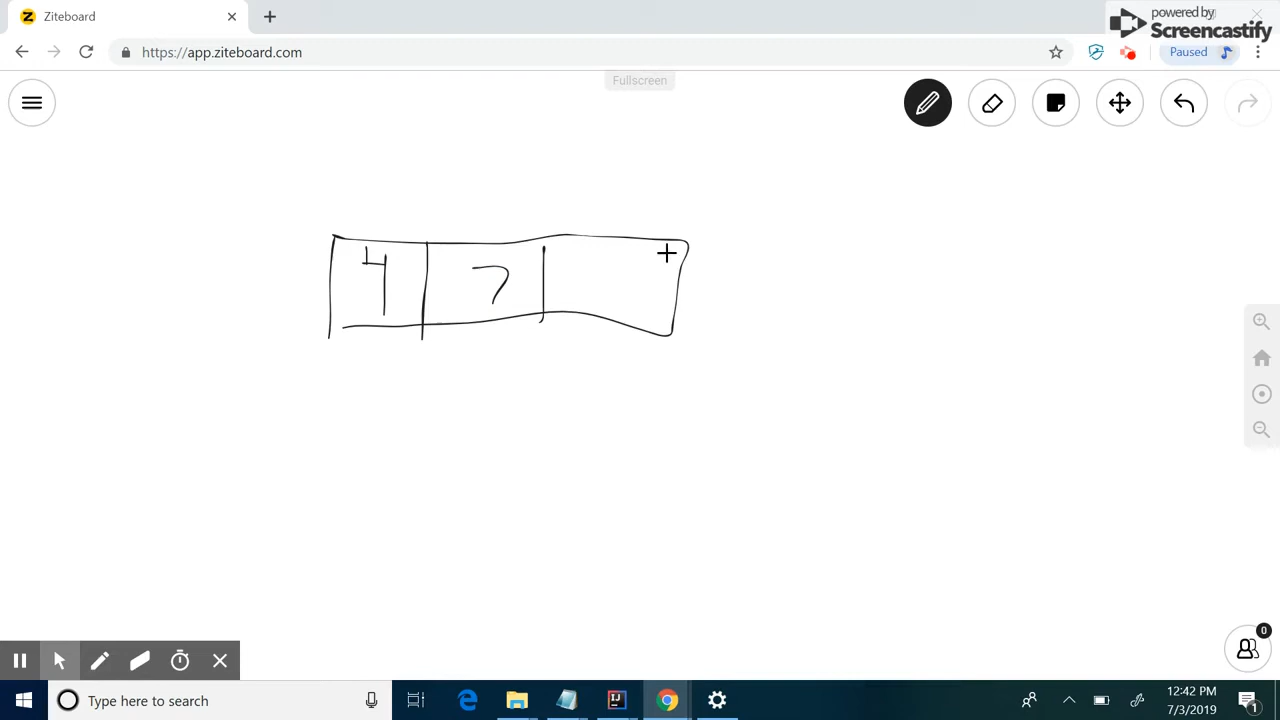 Ziteboard
powered by
Screencastify
https://app.ziteboard.com
Paused
Fullscreen
4 7
0
Type here to search
12:42 PM
7/3/2019
1